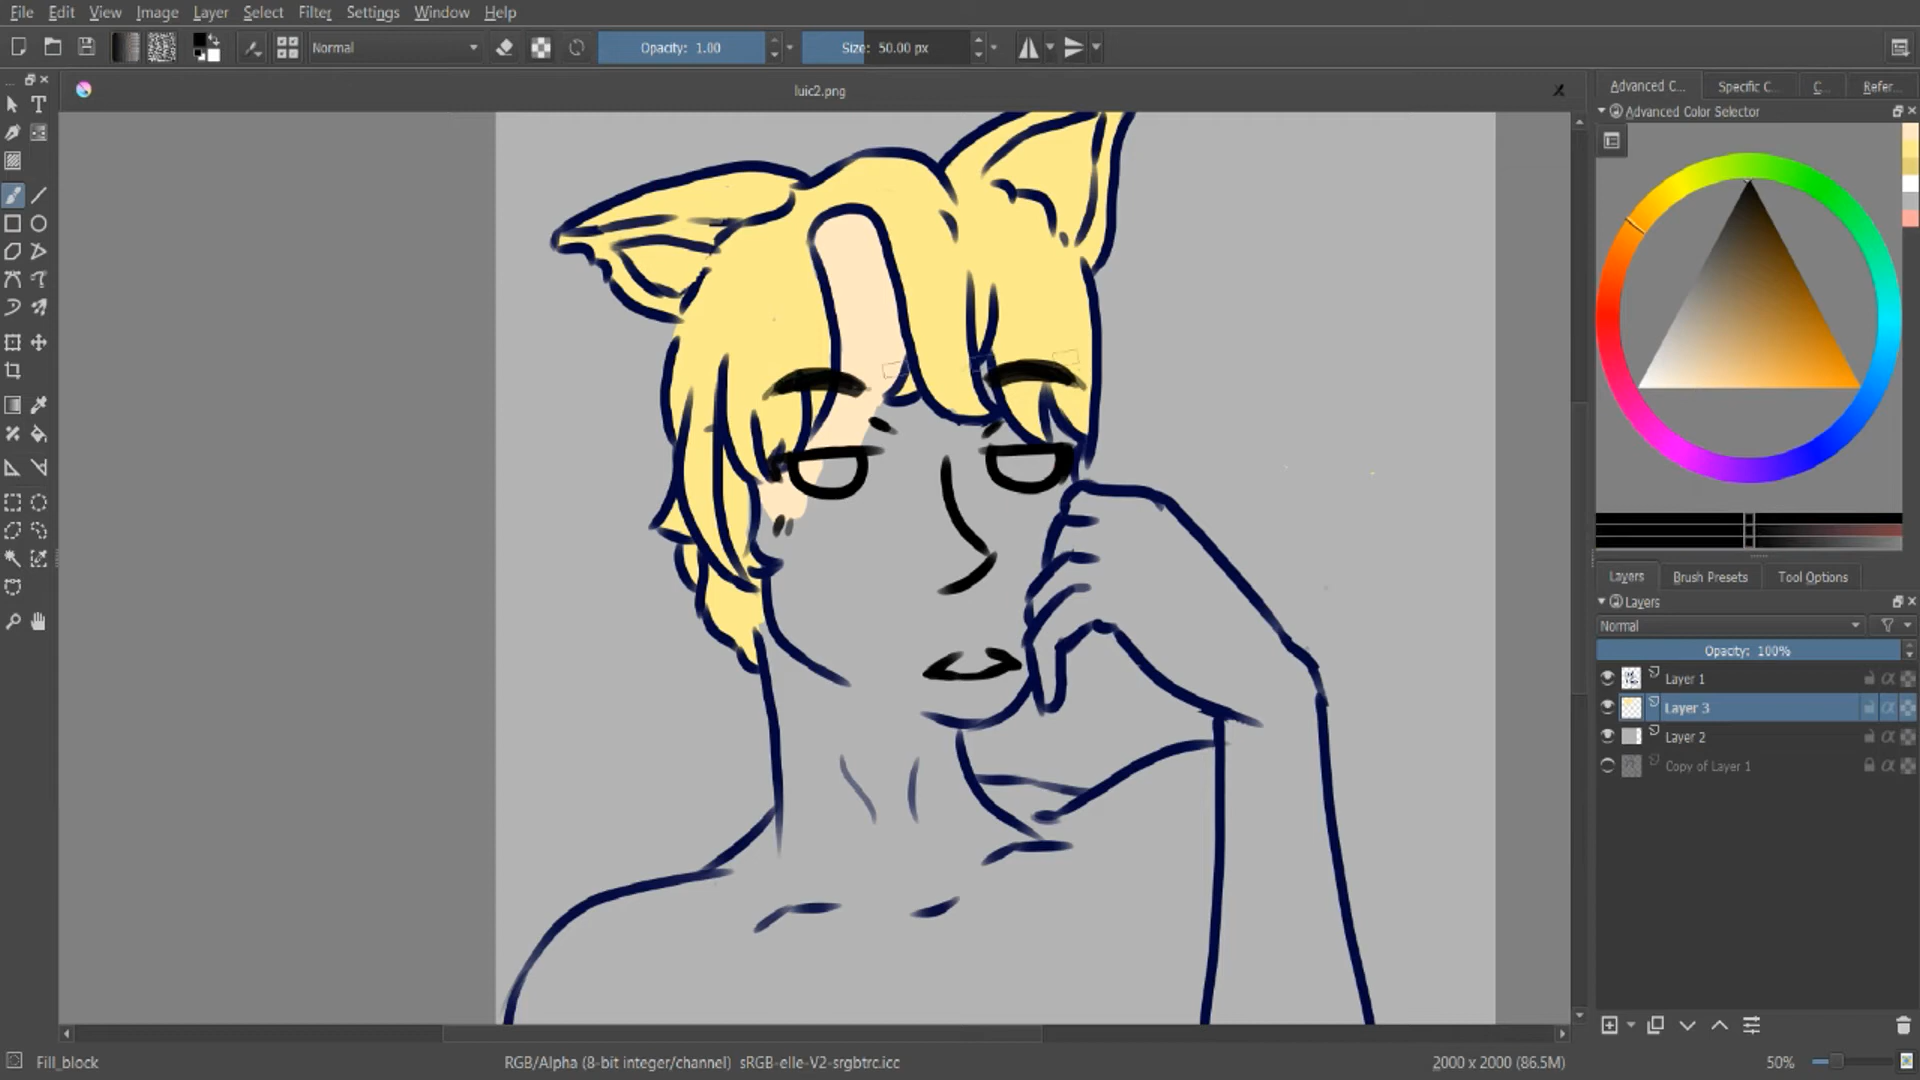 File Edit View Image Layer Select Filter Settings Window Help
Normal Opacity: 1.00 Size: 50.00 px
luic2.png
Advanced C... Specific C... C... Refer...
Advanced Color Selector
Layers Brush Presets Tool Options
Layers
Normal
Opacity: 100%
Layer 1
Layer 3
Layer 2
Copy of Layer 1
Fill_block RGB/Alpha (8-bit integer/channel) sRGB-elle-V2-srgbtrc.icc 2000 x 2000 (86.5M) 50%